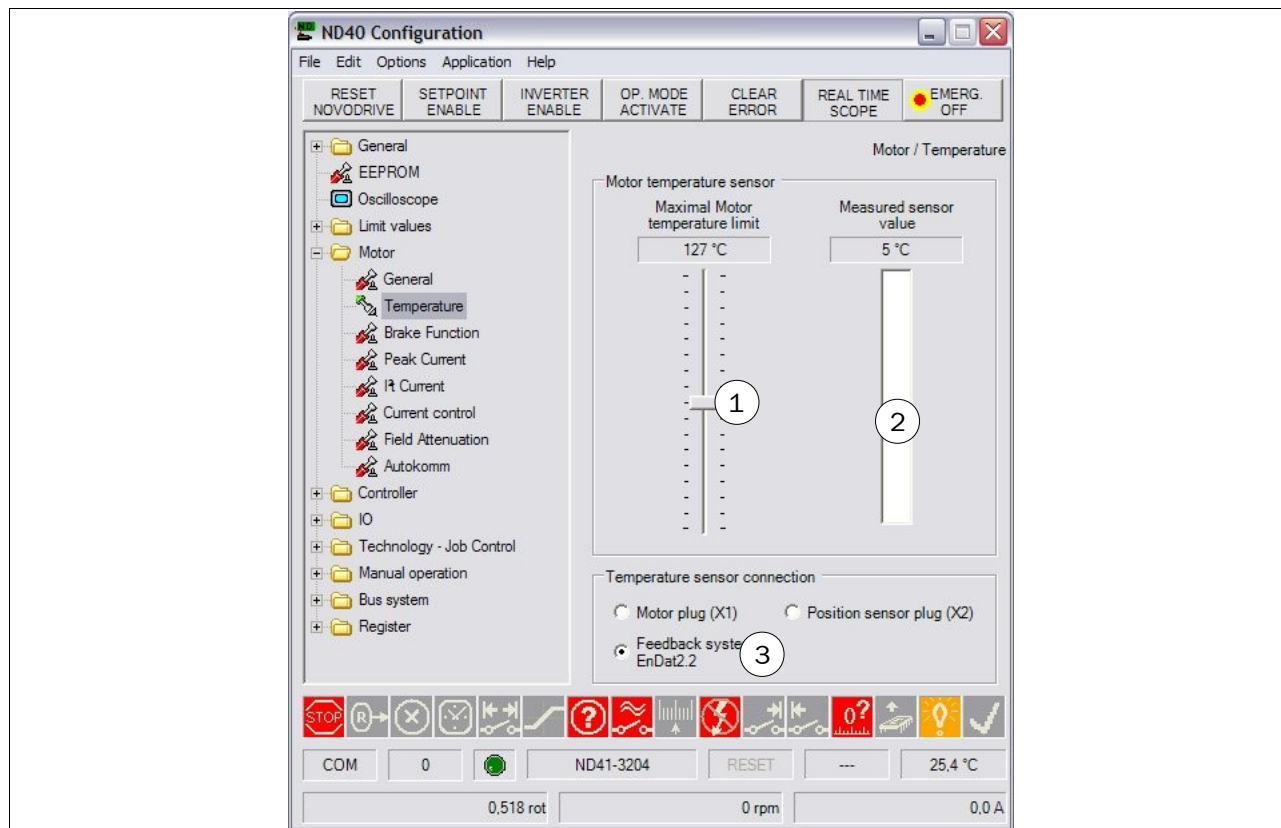 ND40 Configuration
File Edit Options Application Help
RESET NOVODRIVE
SETPOINT ENABLE
INVERTER ENABLE
OP. MODE ACTIVATE
CLEAR ERROR
REAL TIME SCOPE
EMERG. OFF
General
EEPROM
Oscilloscope
Limit values
Motor
General
Temperature
Brake Function
Peak Current
I²t Current
Current control
Field Attenuation
Autokomm
Controller
IO
Technology - Job Control
Manual operation
Bus system
Register
Motor / Temperature
Motor temperature sensor
Maximal Motor
temperature limit
127 °C
Measured sensor
value
5 °C
1
2
Temperature sensor connection
Motor plug (X1)
Position sensor plug (X2)
Feedback syste
EnDat2.2
3
STOP
R
?
0?
COM 0 ND41-3204 RESET --- 25,4 °C
0,518 rot 0 rpm 0,0 A